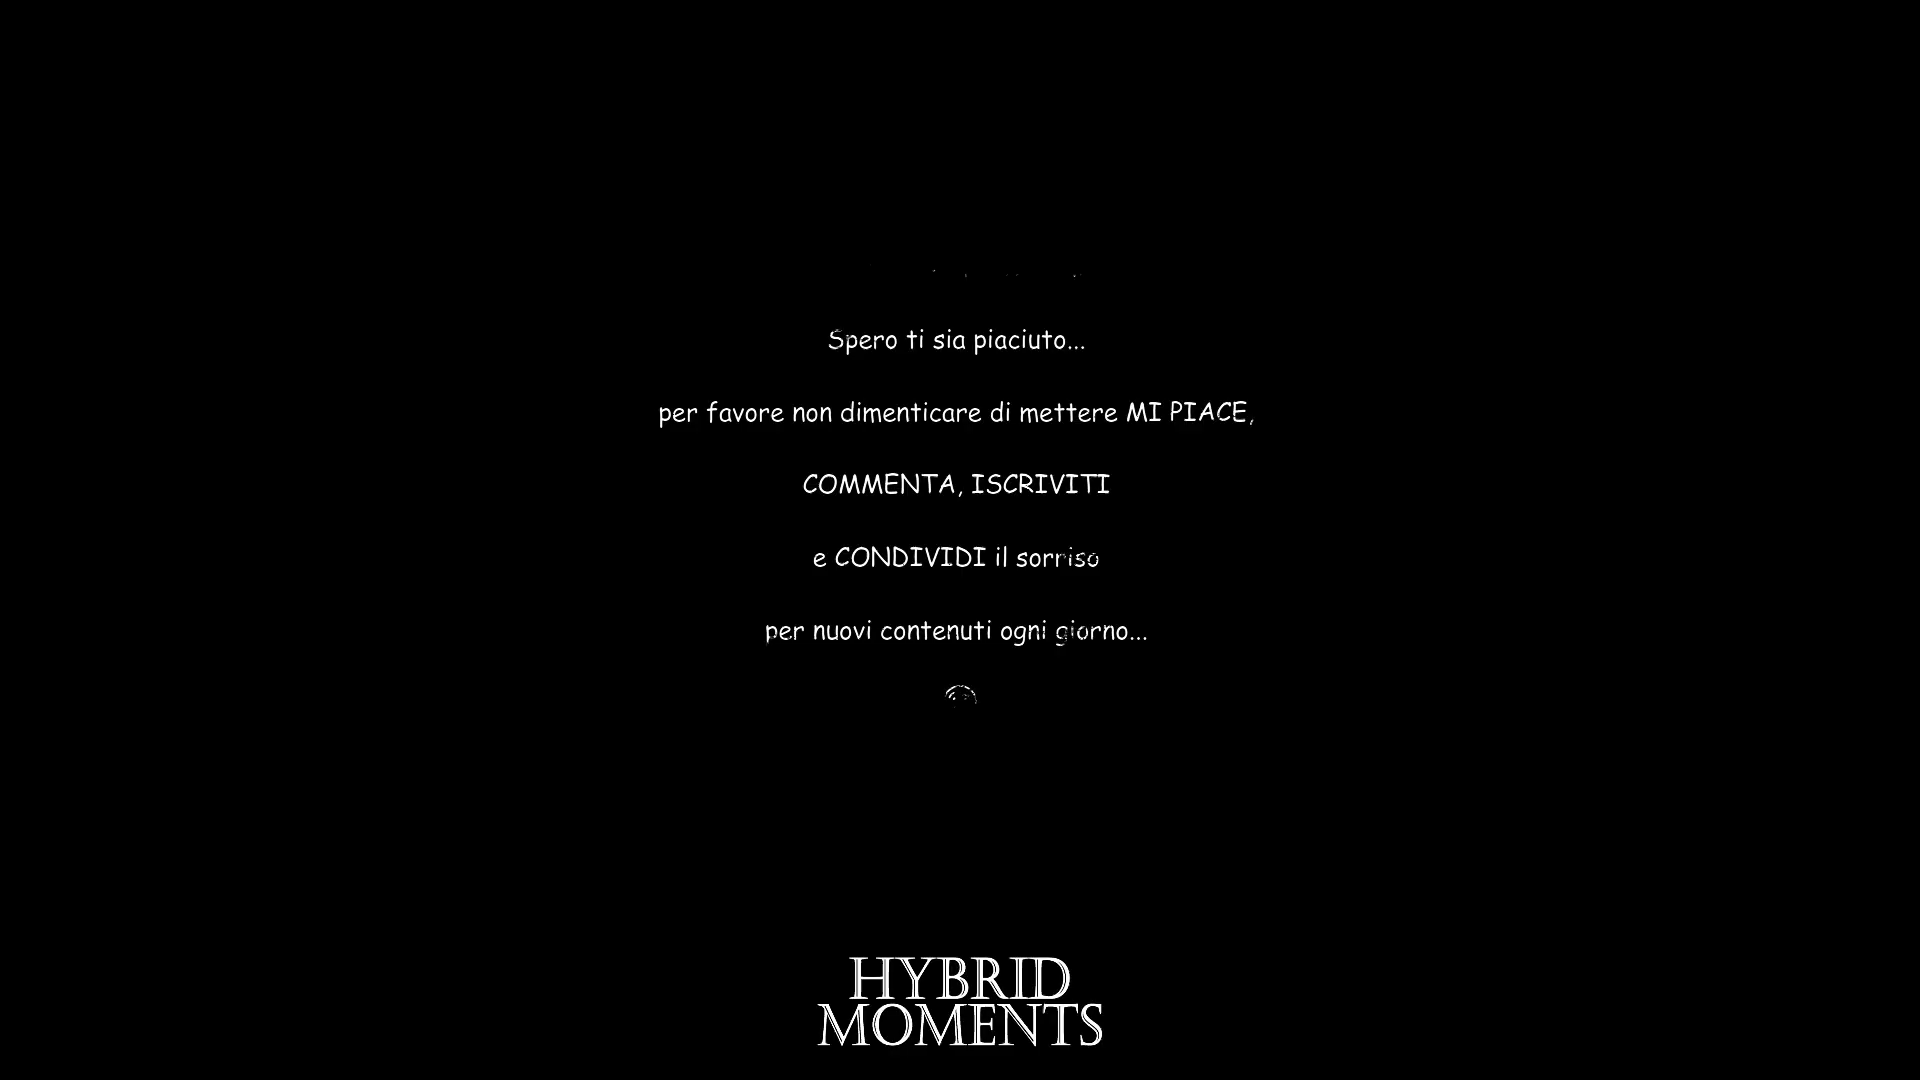 Spero ti sia piaciuto...
per favore non dimenticare di mettere MI PIACE,
COMMENTA, ISCRIVITI
e CONDIVIDI il sorriso
per nuovi contenuti ogni giorno...
HYBRID
MOMENTS